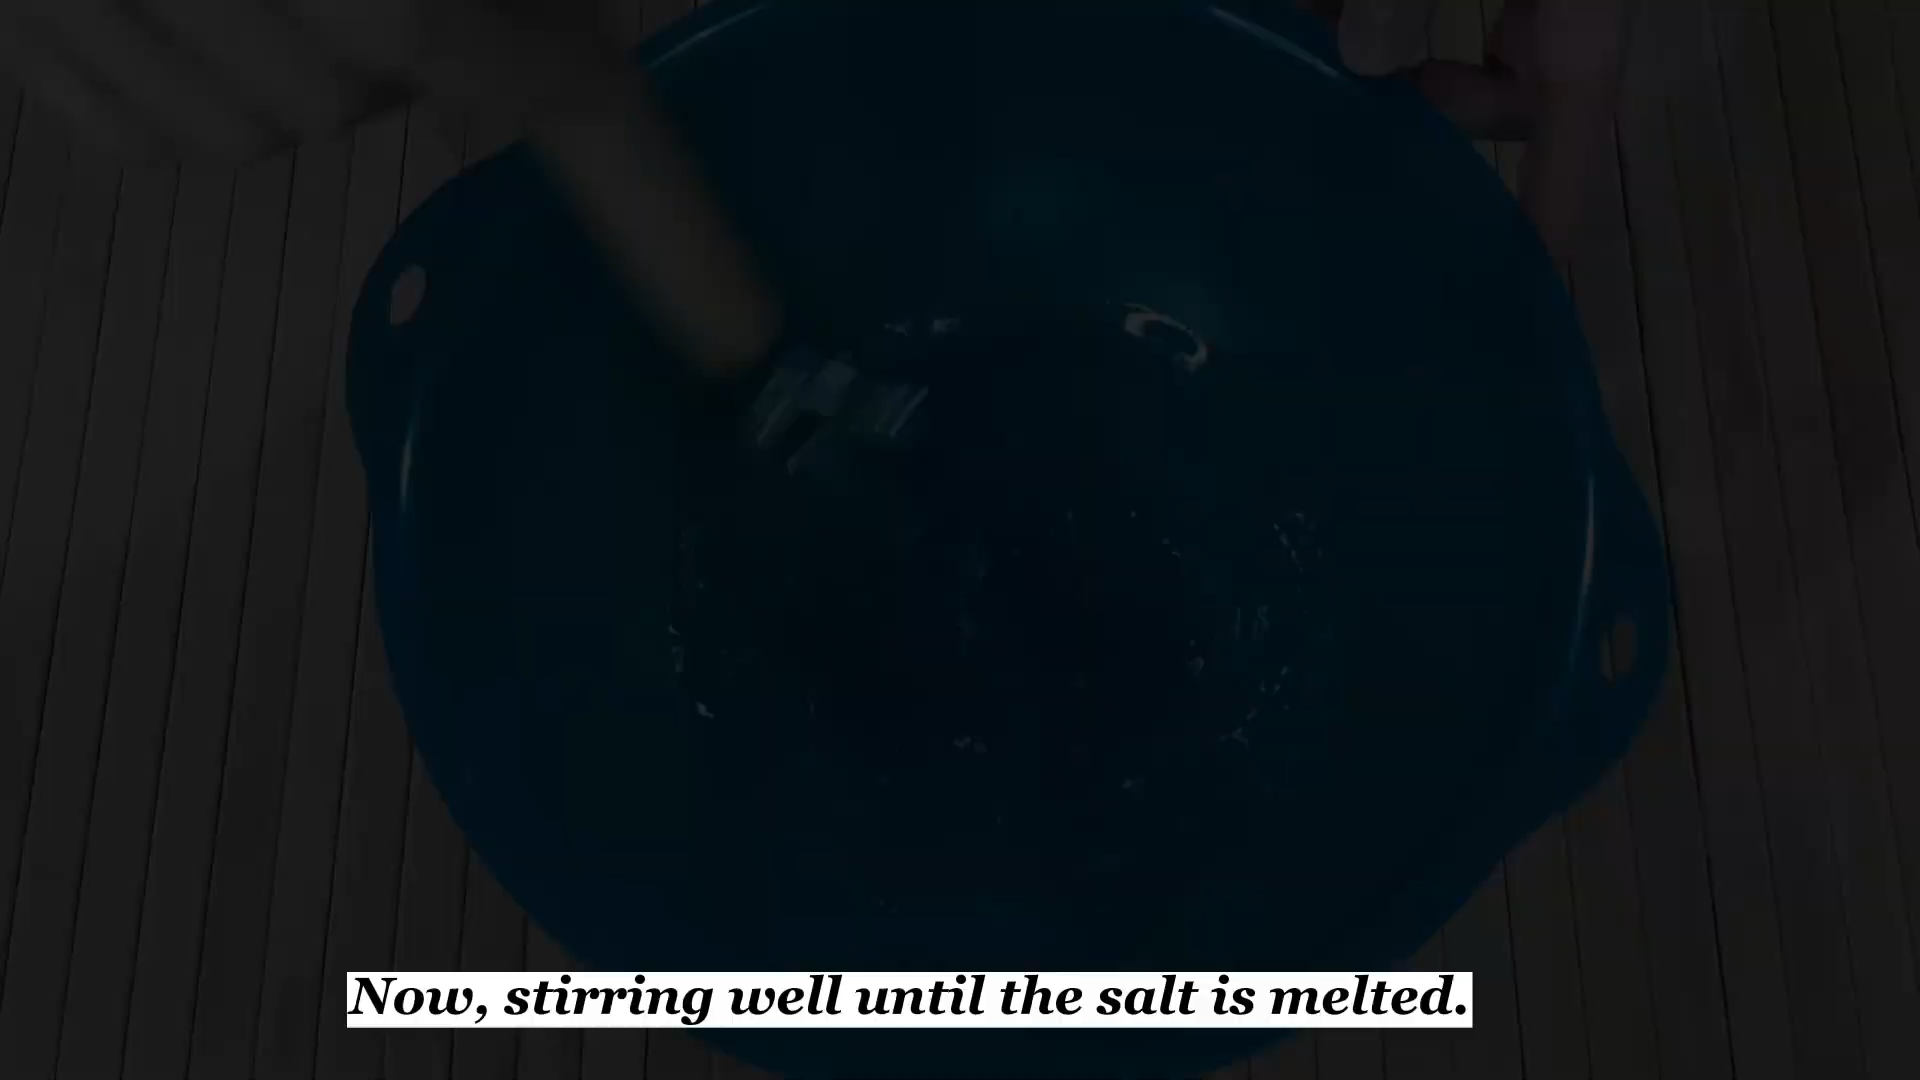 Now, stirring well until the salt is melted.